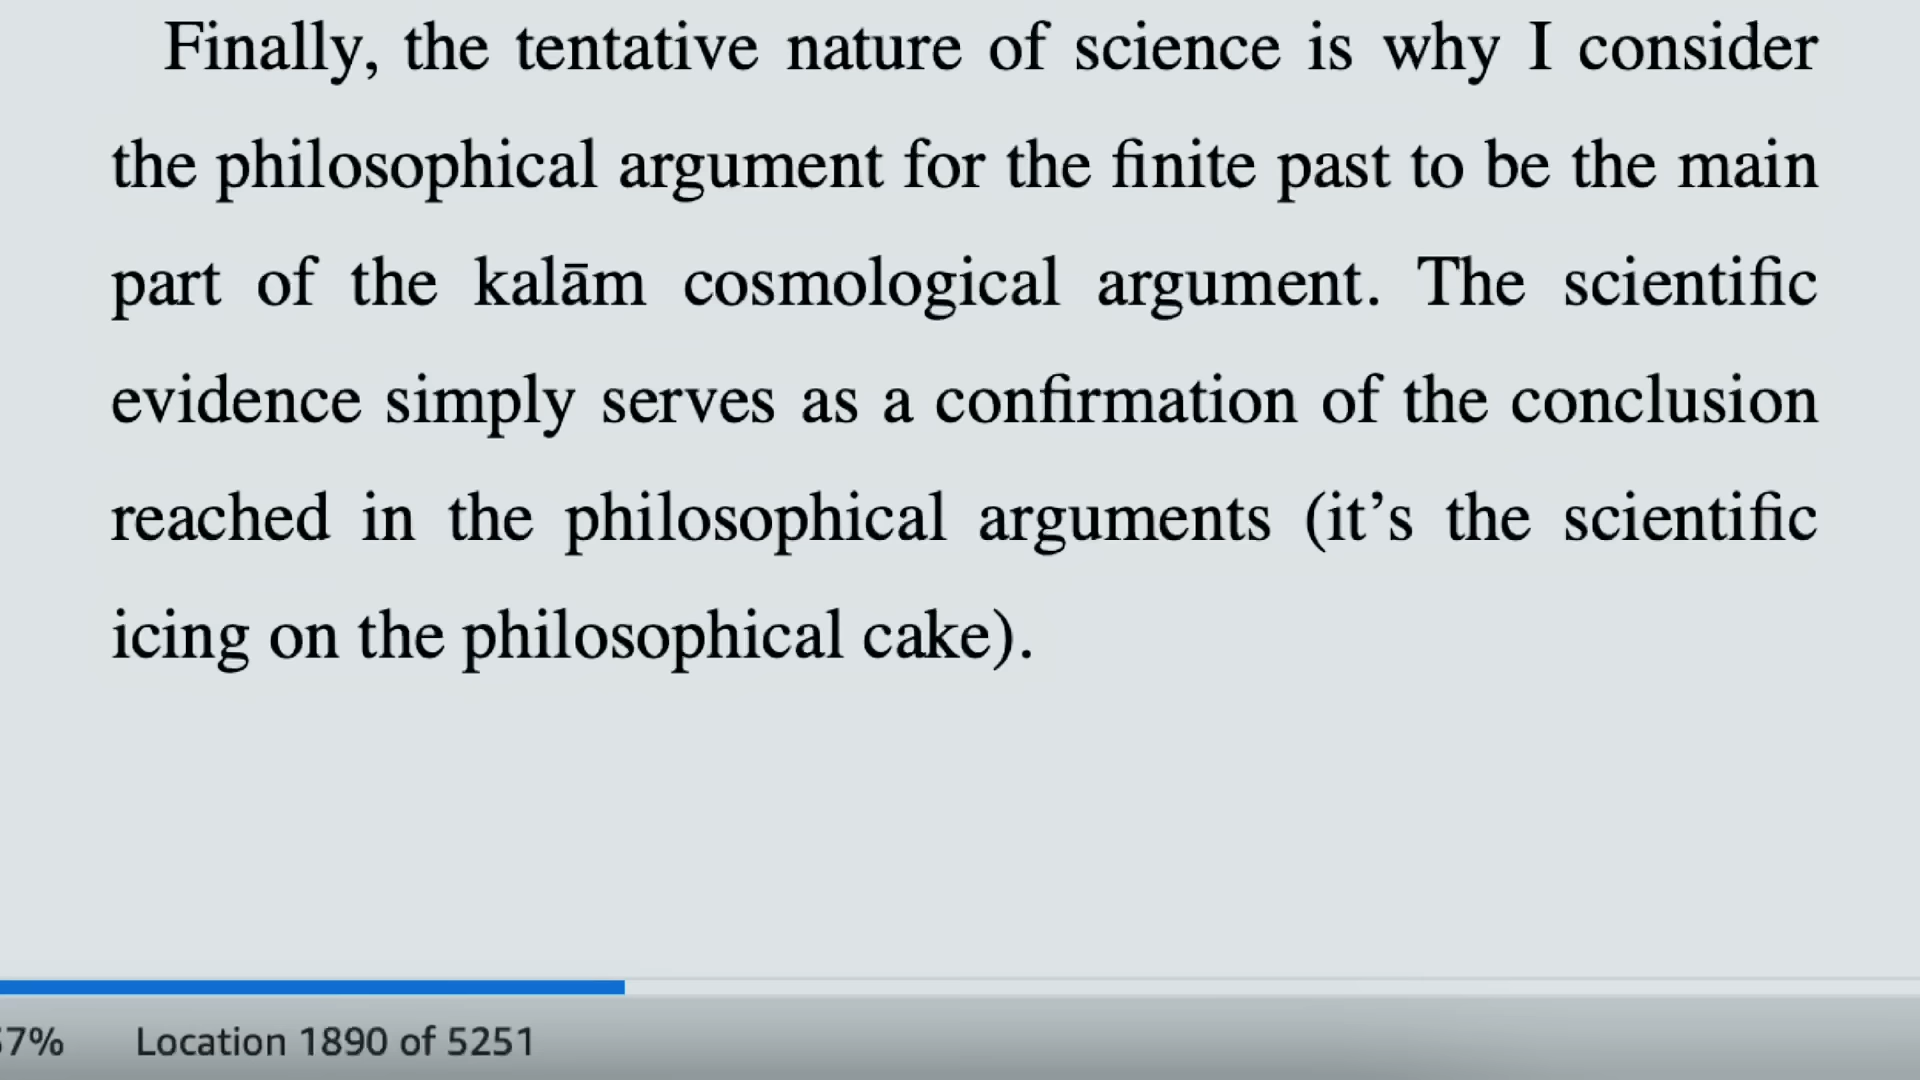 Finally, the tentative nature of science is why I consider
the philosophical argument for the finite past to be the main
part of the kalām cosmological argument. The scientific
evidence simply serves as a confirmation of the conclusion
reached in the philosophical arguments (it’s the scientific
icing on the philosophical cake).
7% Location 1890 of 5251